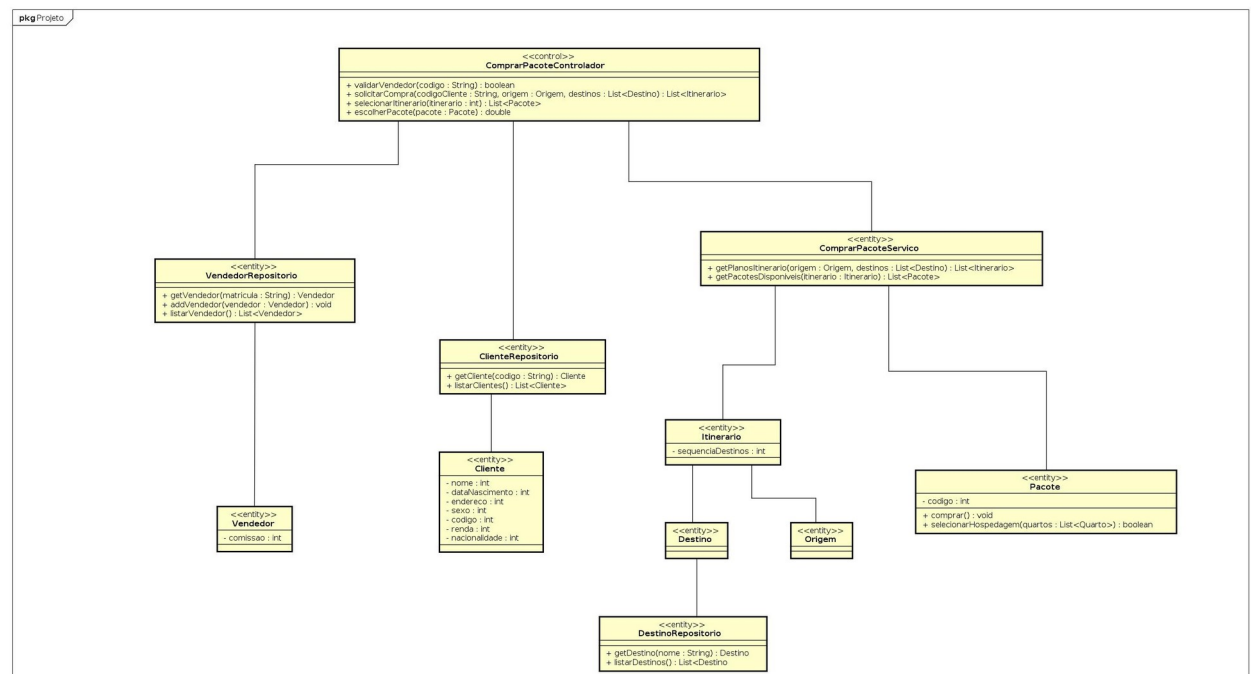 pkg Projeto
<<control>>
ComprarPacoteControlador
+ validarVendedor(codigo : String) : boolean
+ solicitarCompra(codigoCliente : String, origem : Origem, destinos : List<Destino) : List<Itinerario>
+ selecionarItinerario(itinerario : int) : List<Pacote>
+ escolherPacote(pacote : Pacote) : double
<<entity>>
ComprarPacoteServico
+ getPlanosItinerario(origem : Origem, destinos : List<Destino) : List<Itinerario>
+ getPacotesDisponiveis(itinerario : Itinerario) : List<Pacote>
<<entity>>
VendedorRepositorio
+ getVendedor(matricula : String) : Vendedor
+ addVendedor(vendedor : Vendedor) : void
+ listarVendedor() : List<Vendedor>
<<entity>>
ClienteRepositorio
+ getCliente(codigo : String) : Cliente
+ listarClientes() : List<Cliente>
<<entity>>
Itinerario
- sequenciaDestinos : int
<<entity>>
Cliente
- nome : int
- dataNascimento : int
- endereco : int
- sexo : int
- codigo : int
- renda : int
- nacionalidade : int
<<entity>>
Pacote
- codigo : int
+ comprar() : void
+ selecionarHospedagem(quartos : List<Quarto>) : boolean
<<entity>>
Vendedor
- comissao : int
<<entity>>
Destino
<<entity>>
Origem
<<entity>>
DestinoRepositorio
+ getDestino(nome : String) : Destino
+ listarDestinos() : List<Destino